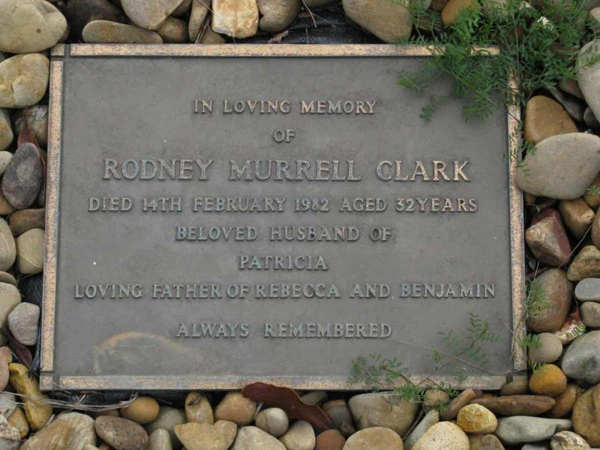 IN LOVING MEMORY
OF
RODNEY MURRELL CLARK
DIED 14TH FEBRUARY 1982 AGED 32 YEARS
BELOVED HUSBAND OF
PATRICIA
LOVING FATHER OF REBECCA AND BENJAMIN
ALWAYS REMEMBERED